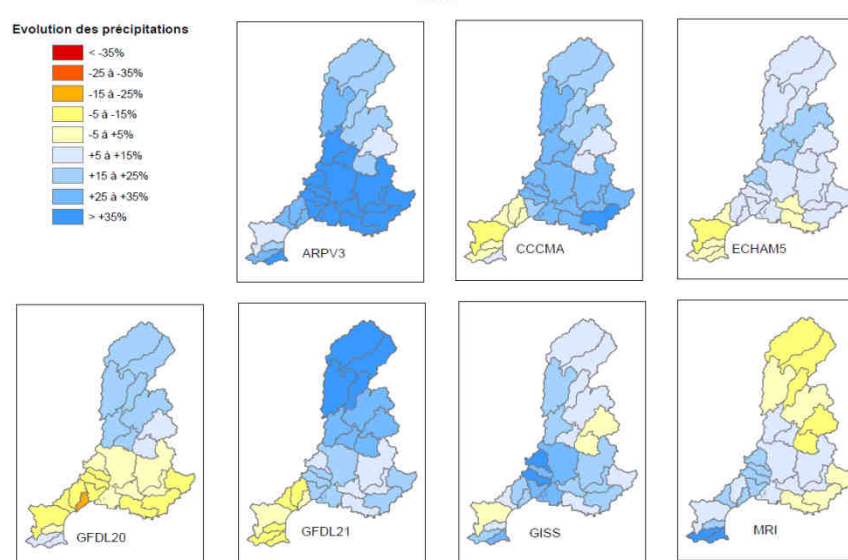 Evolution des précipitations
< -35%
-25 à -35%
-15 à -25%
-5 à -15%
-5 à +5%
+5 à +15%
+15 à +25%
+25 à +35%
> +35%
ARPV3
CCCMA
ECHAM5
GFDL20
GFDL21
GISS
MRI